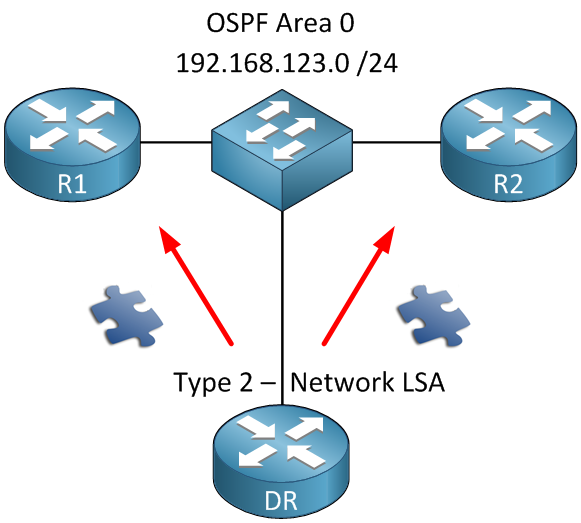 OSPF Area 0
192.168.123.0 /24
R1
R2
Type 2 – Network LSA
DR